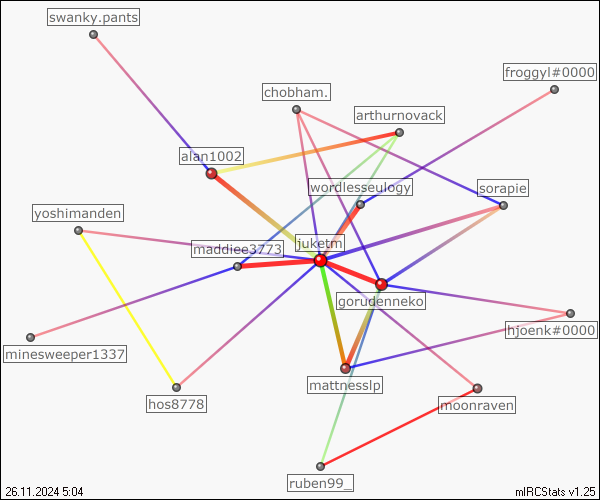 swanky.pants
froggyl#0000
chobham.
arthurnovack
alan1002
wordlesseulogy
sorapie
yoshimanden
juketm
maddie3773
gorudenneko
hjoenk#0000
minesweeper1337
mattnesslp
hos8778
moonraven
ruben99_
26.11.2024 5:04
mIRCStats v1.25